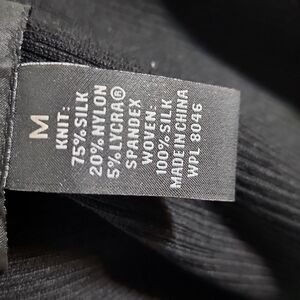 M
KNIT:
75% SILK
20% NYLON
5% LYCRA®
SPANDEX
WOVEN:
100% SILK
MADE IN CHINA
WPL 8046